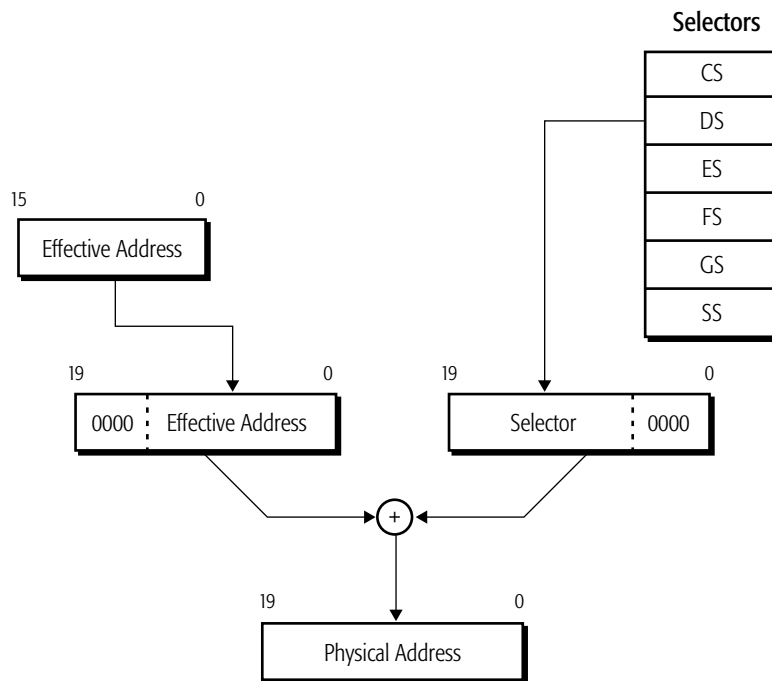 Selectors
CS
DS
ES
FS
GS
SS
15 0
Effective Address
19 0
0000 Effective Address
19 0
Selector 0000
+
19 0
Physical Address